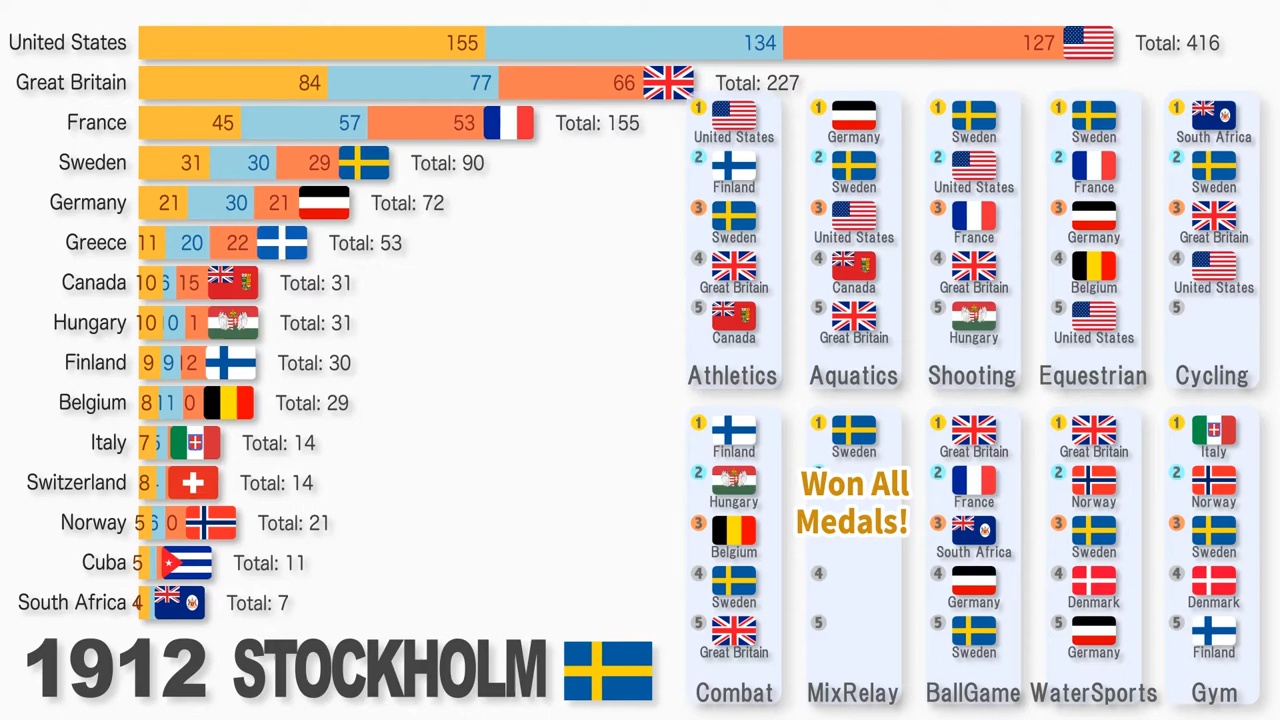 United States 155 134 127 Total: 416
Great Britain 84 77 66 Total: 227
France 45 57 53 Total: 155
Sweden 31 30 29 Total: 90
Germany 21 30 21 Total: 72
Greece 11 20 22 Total: 53
Canada 10 6 15 Total: 31
Hungary 10 0 1 Total: 31
Finland 9 9 12 Total: 30
Belgium 8 11 0 Total: 29
Italy 7 5 Total: 14
Switzerland 8 Total: 14
Norway 5 6 0 Total: 21
Cuba 5 Total: 11
South Africa 4 Total: 7
1912 STOCKHOLM
1 United States
2 Finland
3 Sweden
4 Great Britain
5 Canada
Athletics
1 Germany
2 Sweden
3 United States
4 Canada
5 Great Britain
Aquatics
1 Sweden
2 United States
3 France
4 Great Britain
5 Hungary
Shooting
1 Sweden
2 France
3 Germany
4 Belgium
5 United States
Equestrian
1 South Africa
2 Sweden
3 Great Britain
4 United States
5
Cycling
1 Finland
2 Hungary
3 Belgium
4 Sweden
5 Great Britain
Combat
1 Sweden
Won All
Medals!
4
5
MixRelay
1 Great Britain
2 France
3 South Africa
4 Germany
5 Sweden
BallGame
1 Great Britain
2 Norway
3 Sweden
4 Denmark
5 Germany
WaterSports
1 Italy
2 Norway
3 Sweden
4 Denmark
5 Finland
Gym